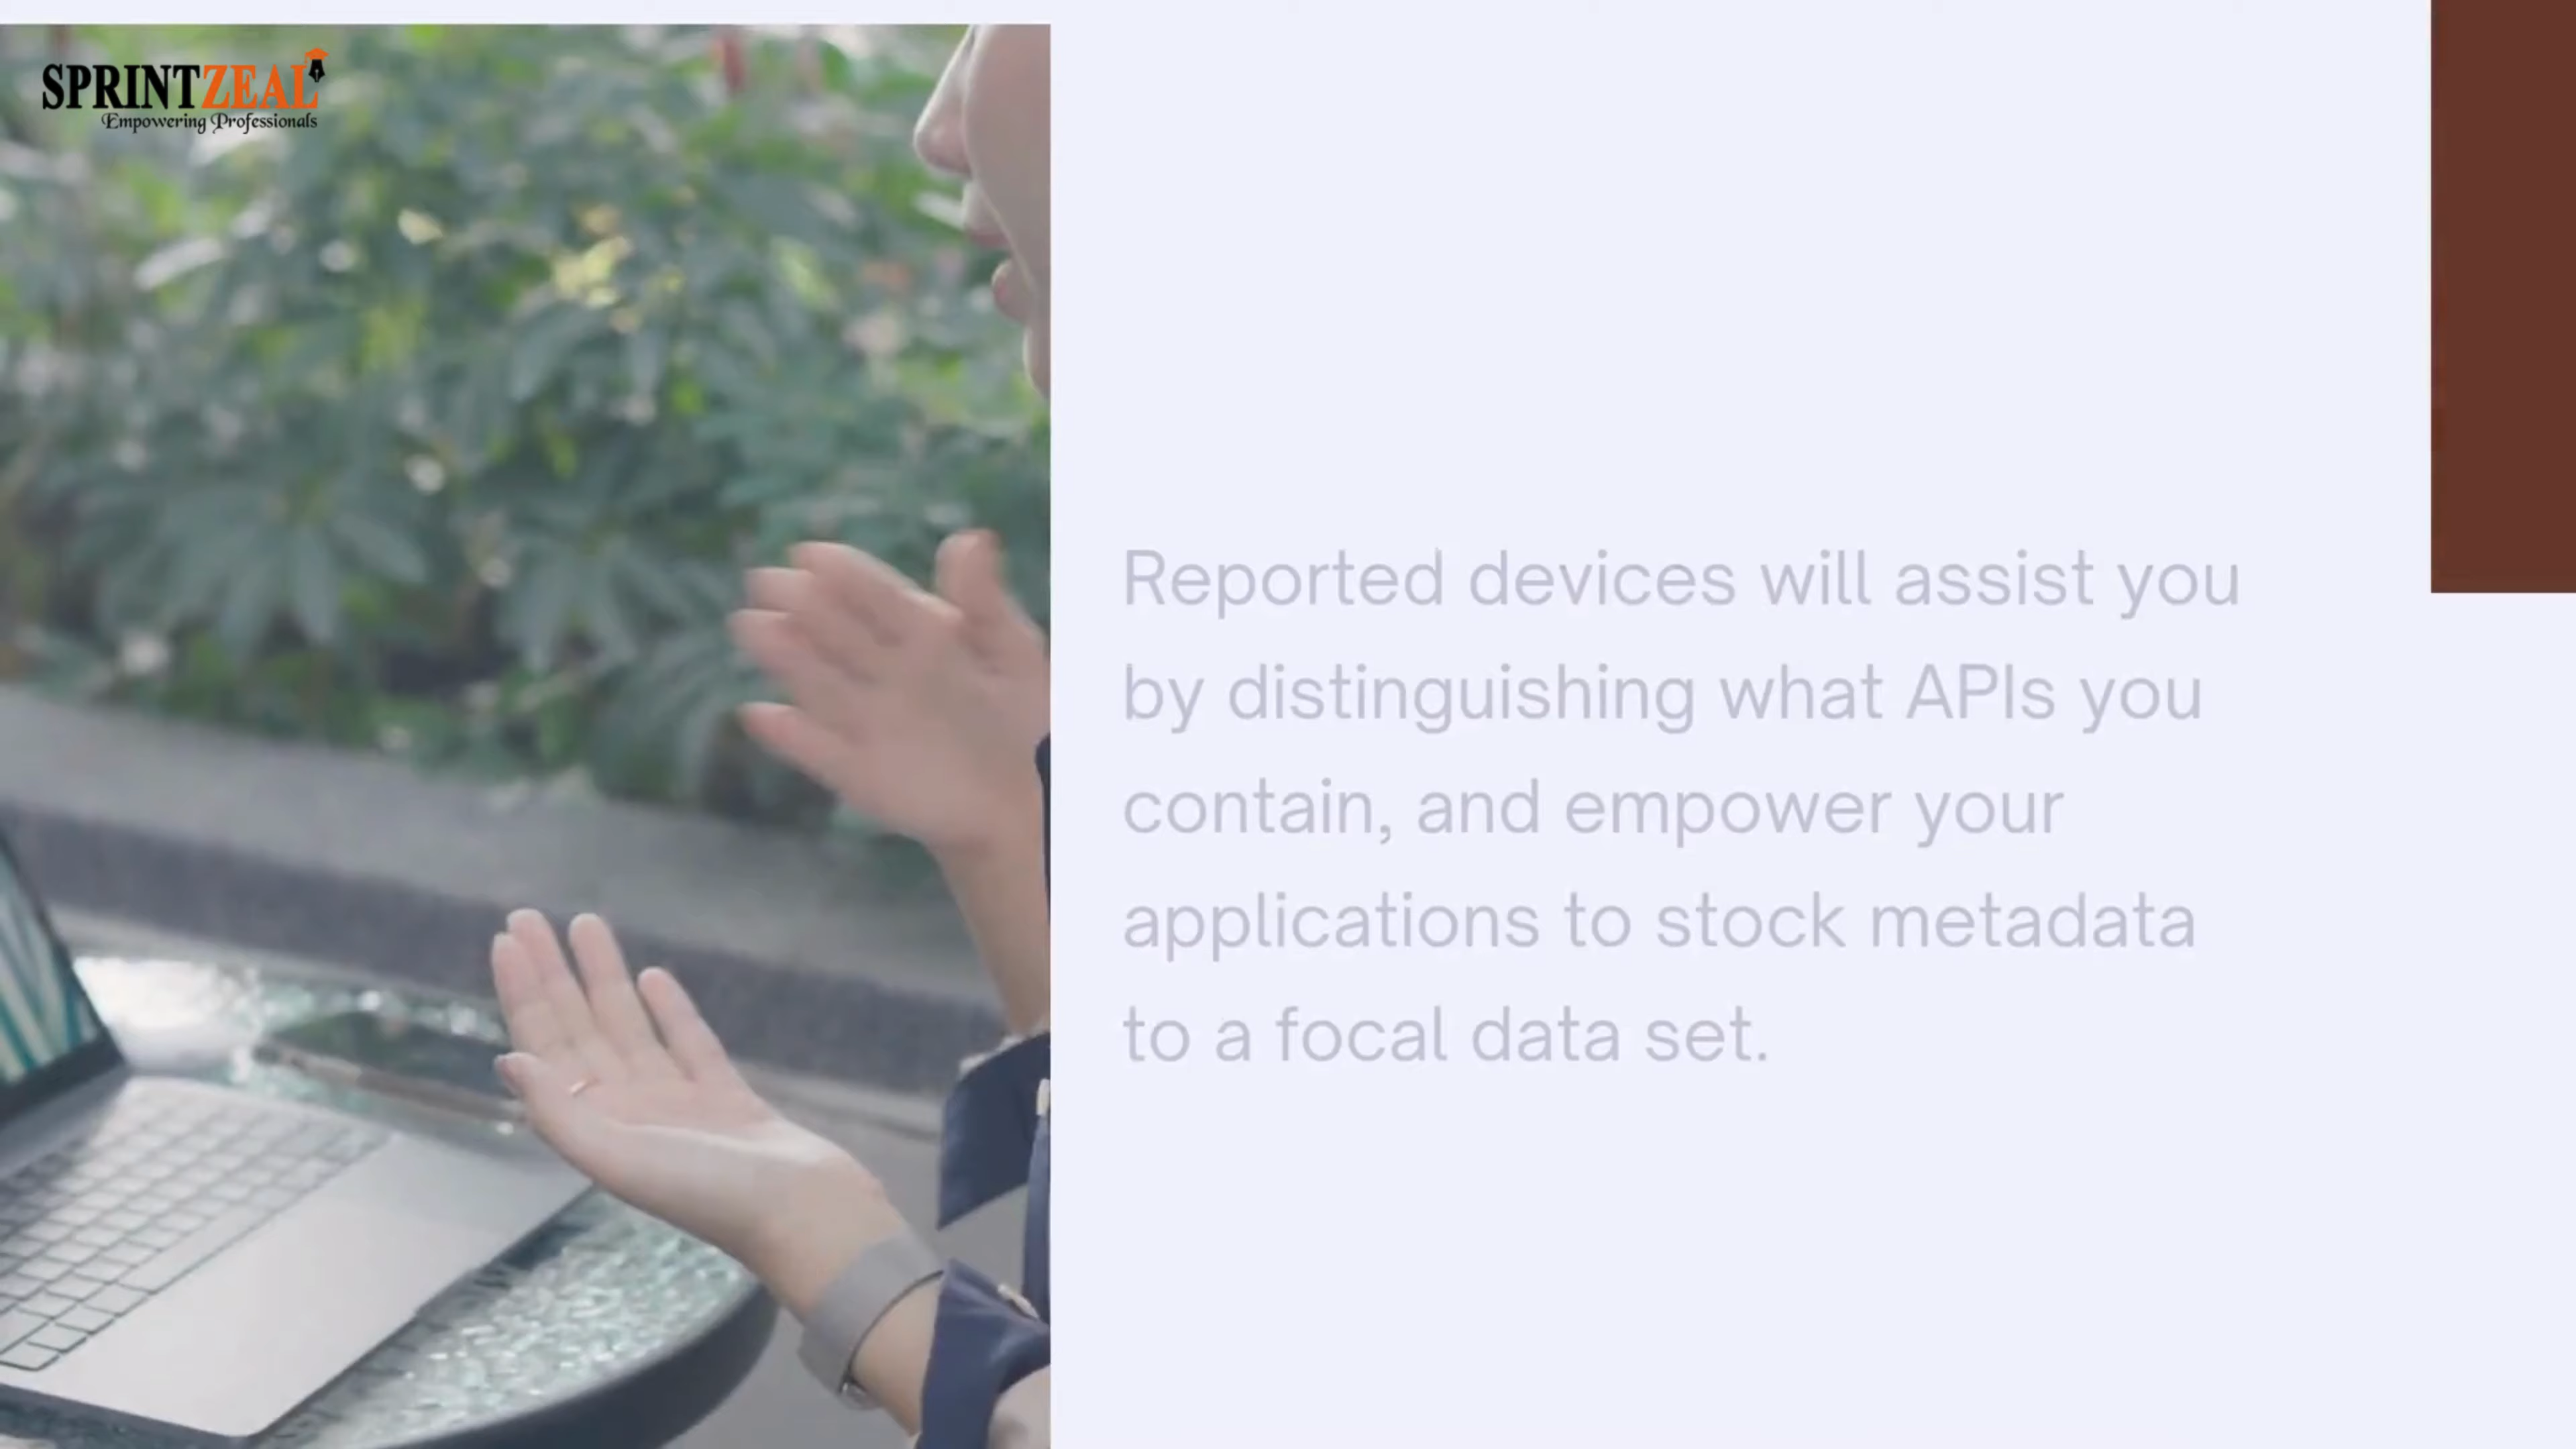 SPRINTZEAL
Empowering Professionals
Reported devices will assist you
by distinguishing what APIs you
contain, and empower your
applications to stock metadata
to a focal data set.